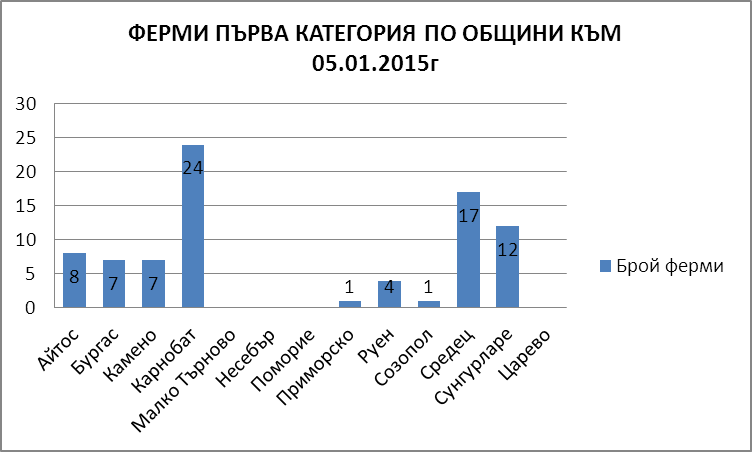 ФЕРМИ ПЪРВА КАТЕГОРИЯ ПО ОБЩИНИ КЪМ
05.01.2015г
30
25
20
15
10
5
0
8
7
7
24
1
4
1
17
12
Айтос
Бургас
Камено
Карнобат
Малко Търново
Несебър
Поморие
Приморско
Руен
Созопол
Средец
Сунгурларе
Царево
Брой ферми